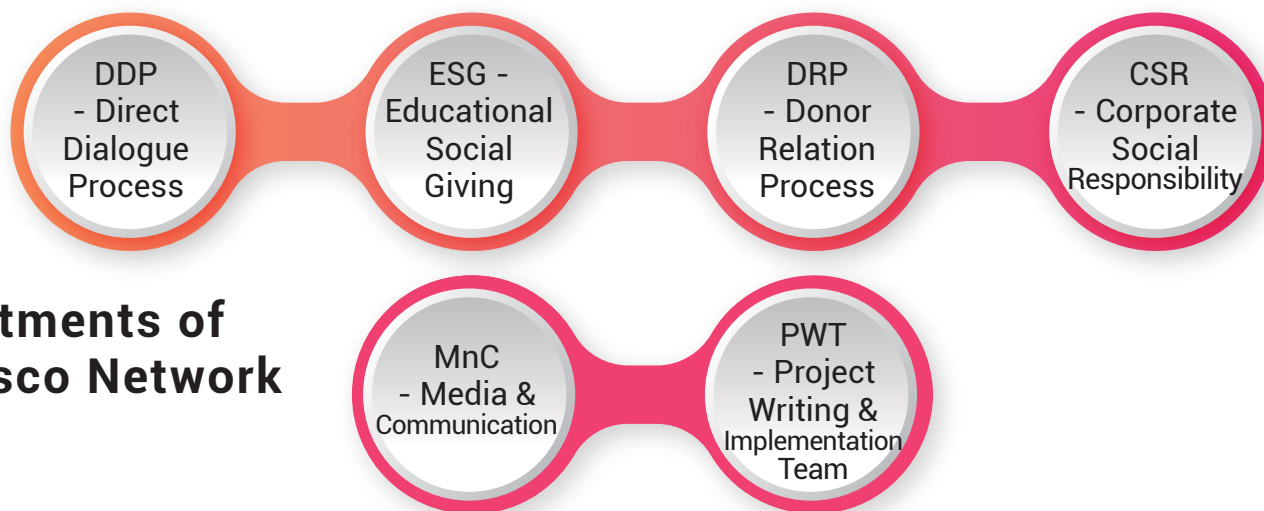 DDP
- Direct
Dialogue
Process
ESG -
Educational
Social
Giving
DRP
- Donor
Relation
Process
CSR
- Corporate
Social
Responsibility
tments of
sco Network
MnC
- Media &
Communication
PWT
- Project
Writing &
Implementation
Team